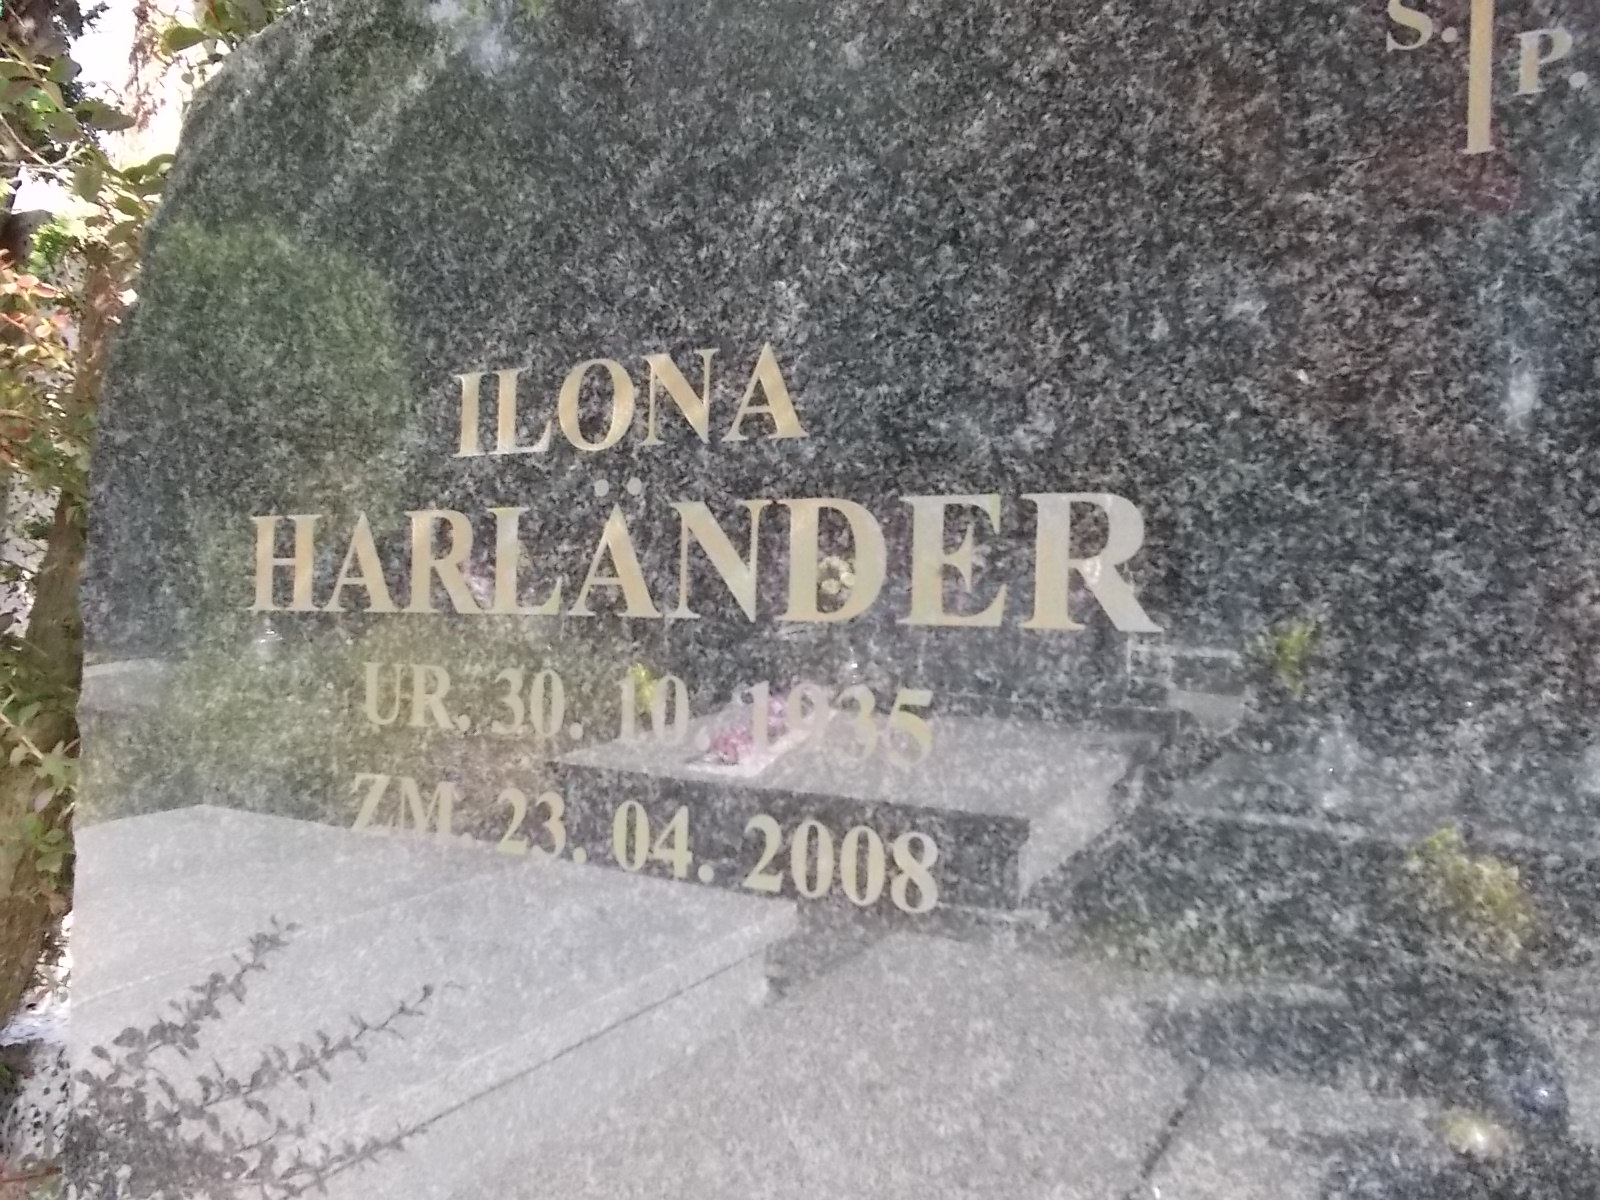 S. P.
ILONA
HARLÄNDER
UR. 30. 10. 1935
ZM. 23. 04. 2008